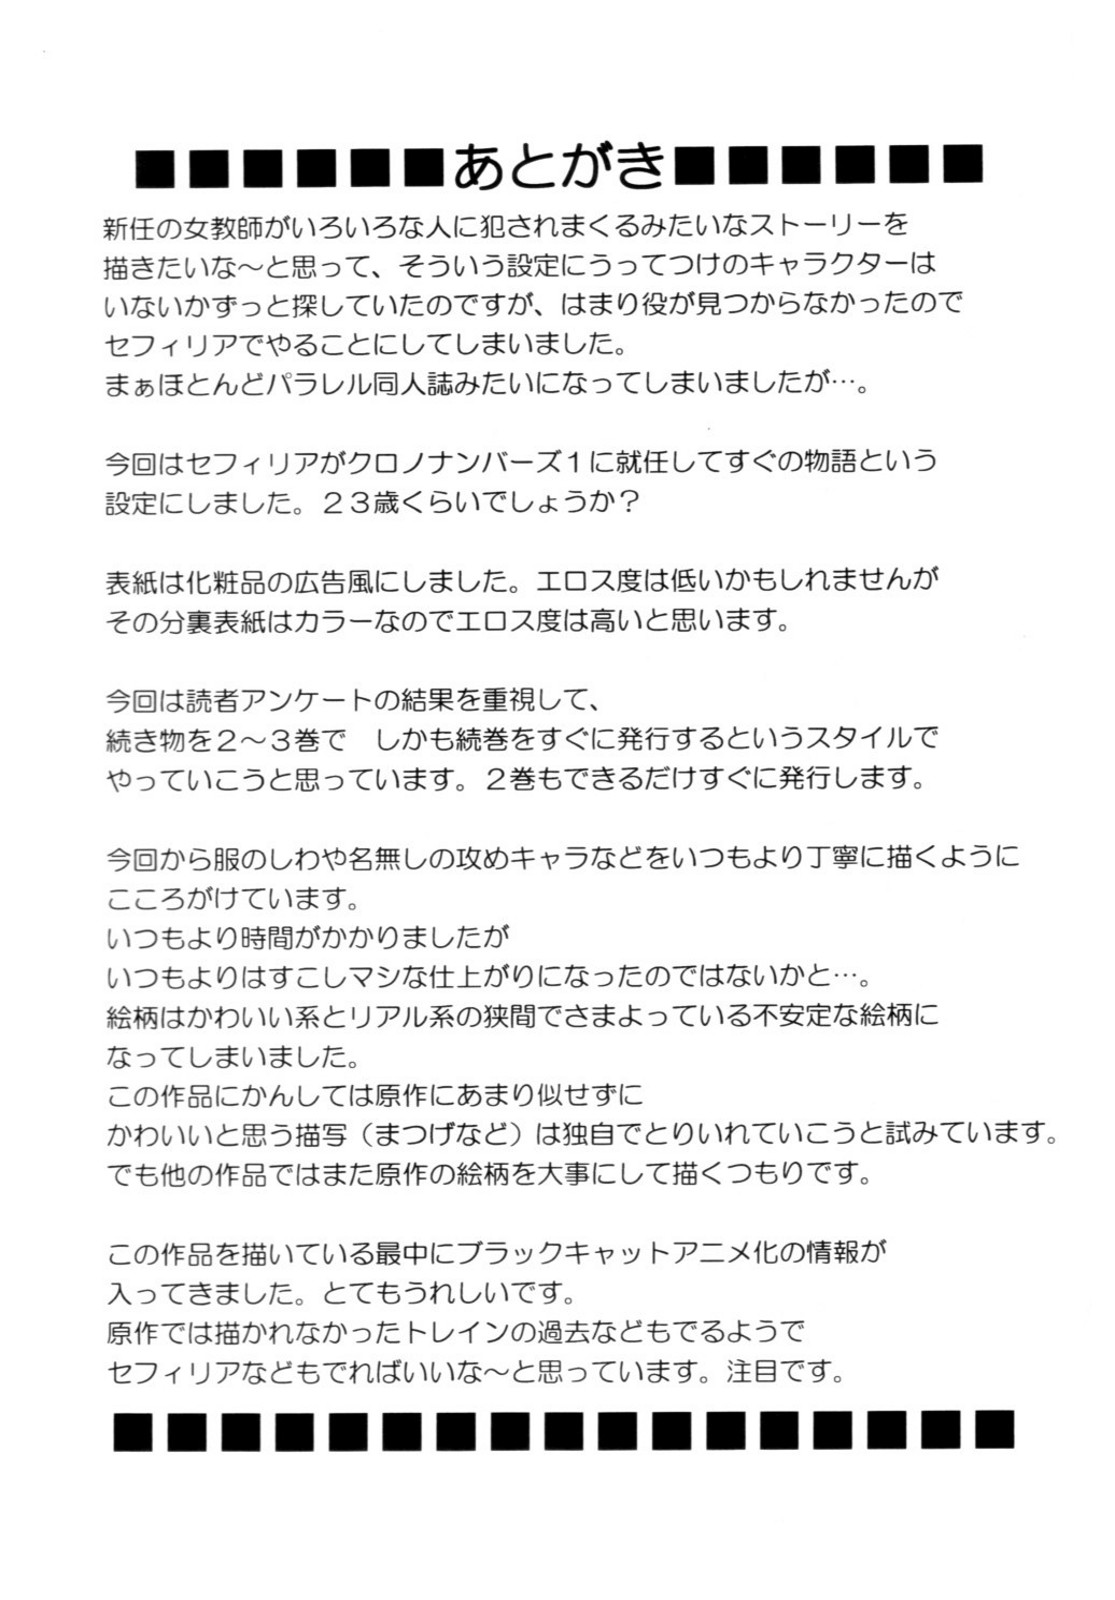 ■■■■■■あとがき■■■■■■
新任の女教師がいろいろな人に犯されまくるみたいなストーリーを
描きたいな～と思って、そういう設定にうってつけのキャラクターは
いないかずっと探していたのですが、はまり役が見つからなかったので
セフィリアでやることにしてしまいました。
まぁほとんどパラレル同人誌みたいになってしまいましたが…。
今回はセフィリアがクロノナンバーズ１に就任してすぐの物語という
設定にしました。２３歳くらいでしょうか？
表紙は化粧品の広告風にしました。エロス度は低いかもしれませんが
その分裏表紙はカラーなのでエロス度は高いと思います。
今回は読者アンケートの結果を重視して、
続き物を２～３巻で　しかも続巻をすぐに発行するというスタイルで
やっていこうと思っています。２巻もできるだけすぐに発行します。
今回から服のしわや名無しの攻めキャラなどをいつもより丁寧に描くように
こころがけています。
いつもより時間がかかりましたが
いつもよりはすこしマシな仕上がりになったのではないかと…。
絵柄はかわいい系とリアル系の狭間でさまよっている不安定な絵柄に
なってしまいました。
この作品にかんしては原作にあまり似せずに
かわいいと思う描写（まつげなど）は独自でとりいれていこうと試みています。
でも他の作品ではまた原作の絵柄を大事にして描くつもりです。
この作品を描いている最中にブラックキャットアニメ化の情報が
入ってきました。とてもうれしいです。
原作では描かれなかったトレインの過去などもでるようで
セフィリアなどもでればいいな～と思っています。注目です。
■■■■■■■■■■■■■■■■■